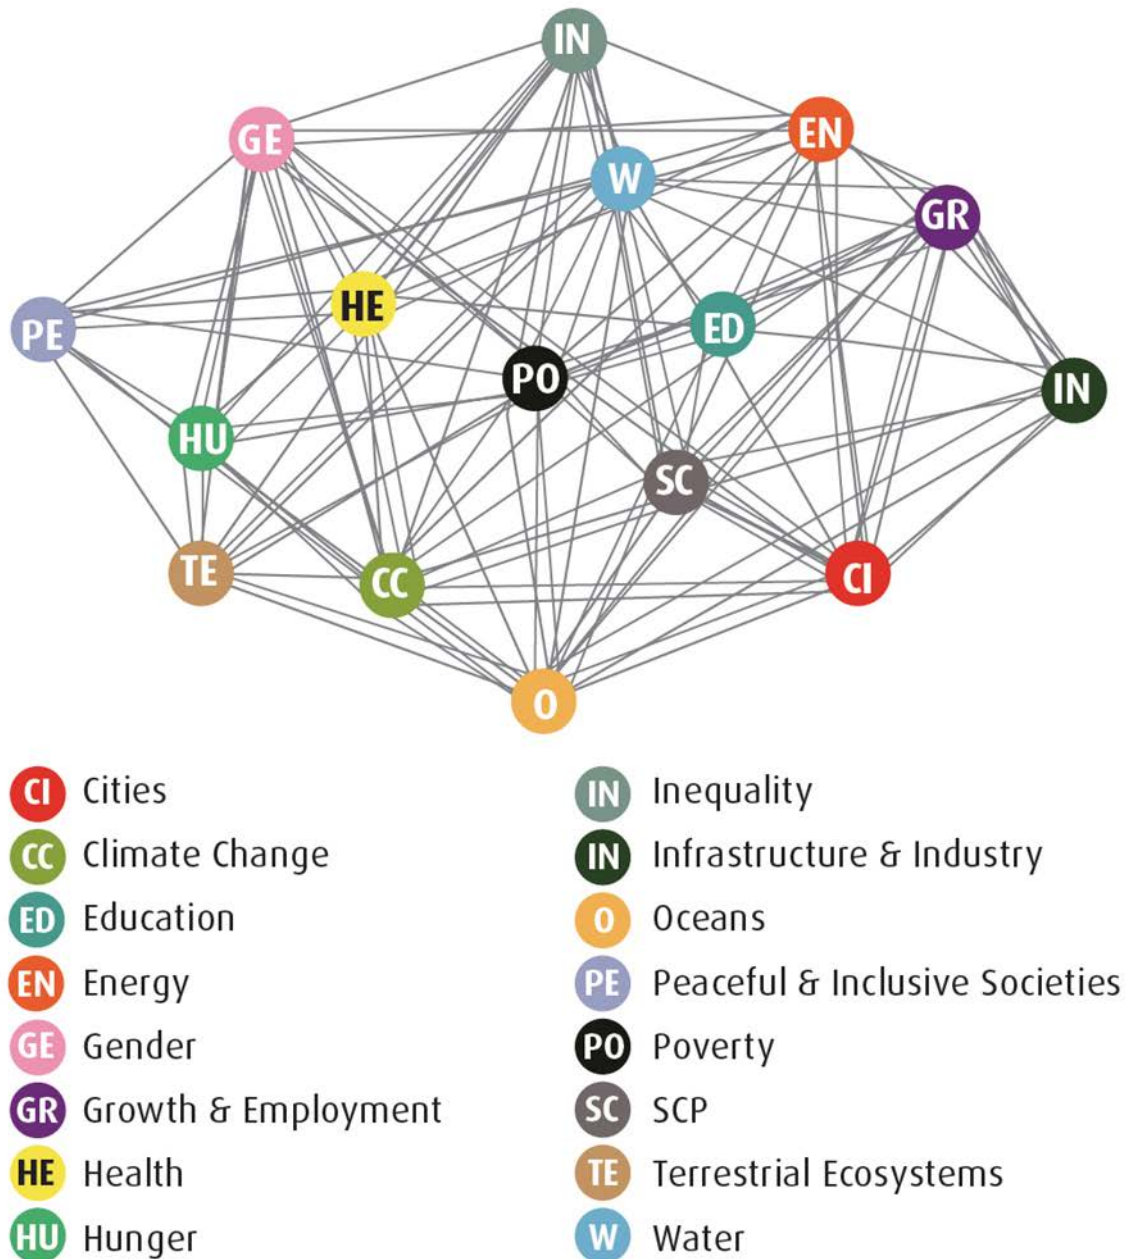 IN
GE
EN
W
GR
HE
PE
ED
PO
IN
HU
SC
TE
CC
CI
O
CI Cities
CC Climate Change
ED Education
EN Energy
GE Gender
GR Growth & Employment
HE Health
HU Hunger
IN Inequality
IN Infrastructure & Industry
O Oceans
PE Peaceful & Inclusive Societies
PO Poverty
SC SCP
TE Terrestrial Ecosystems
W Water